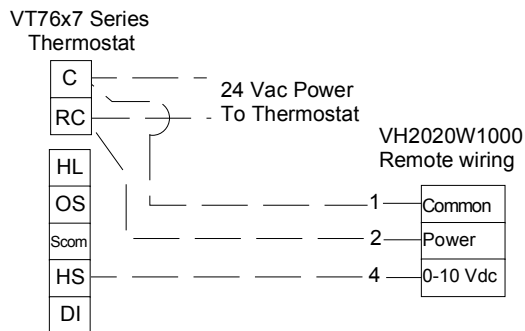 VT76x7 Series
Thermostat
C
RC
24 Vac Power
To Thermostat
HL
OS
Scom
HS
DI
VH2020W1000
Remote wiring
1 Common
2 Power
4 0-10 Vdc